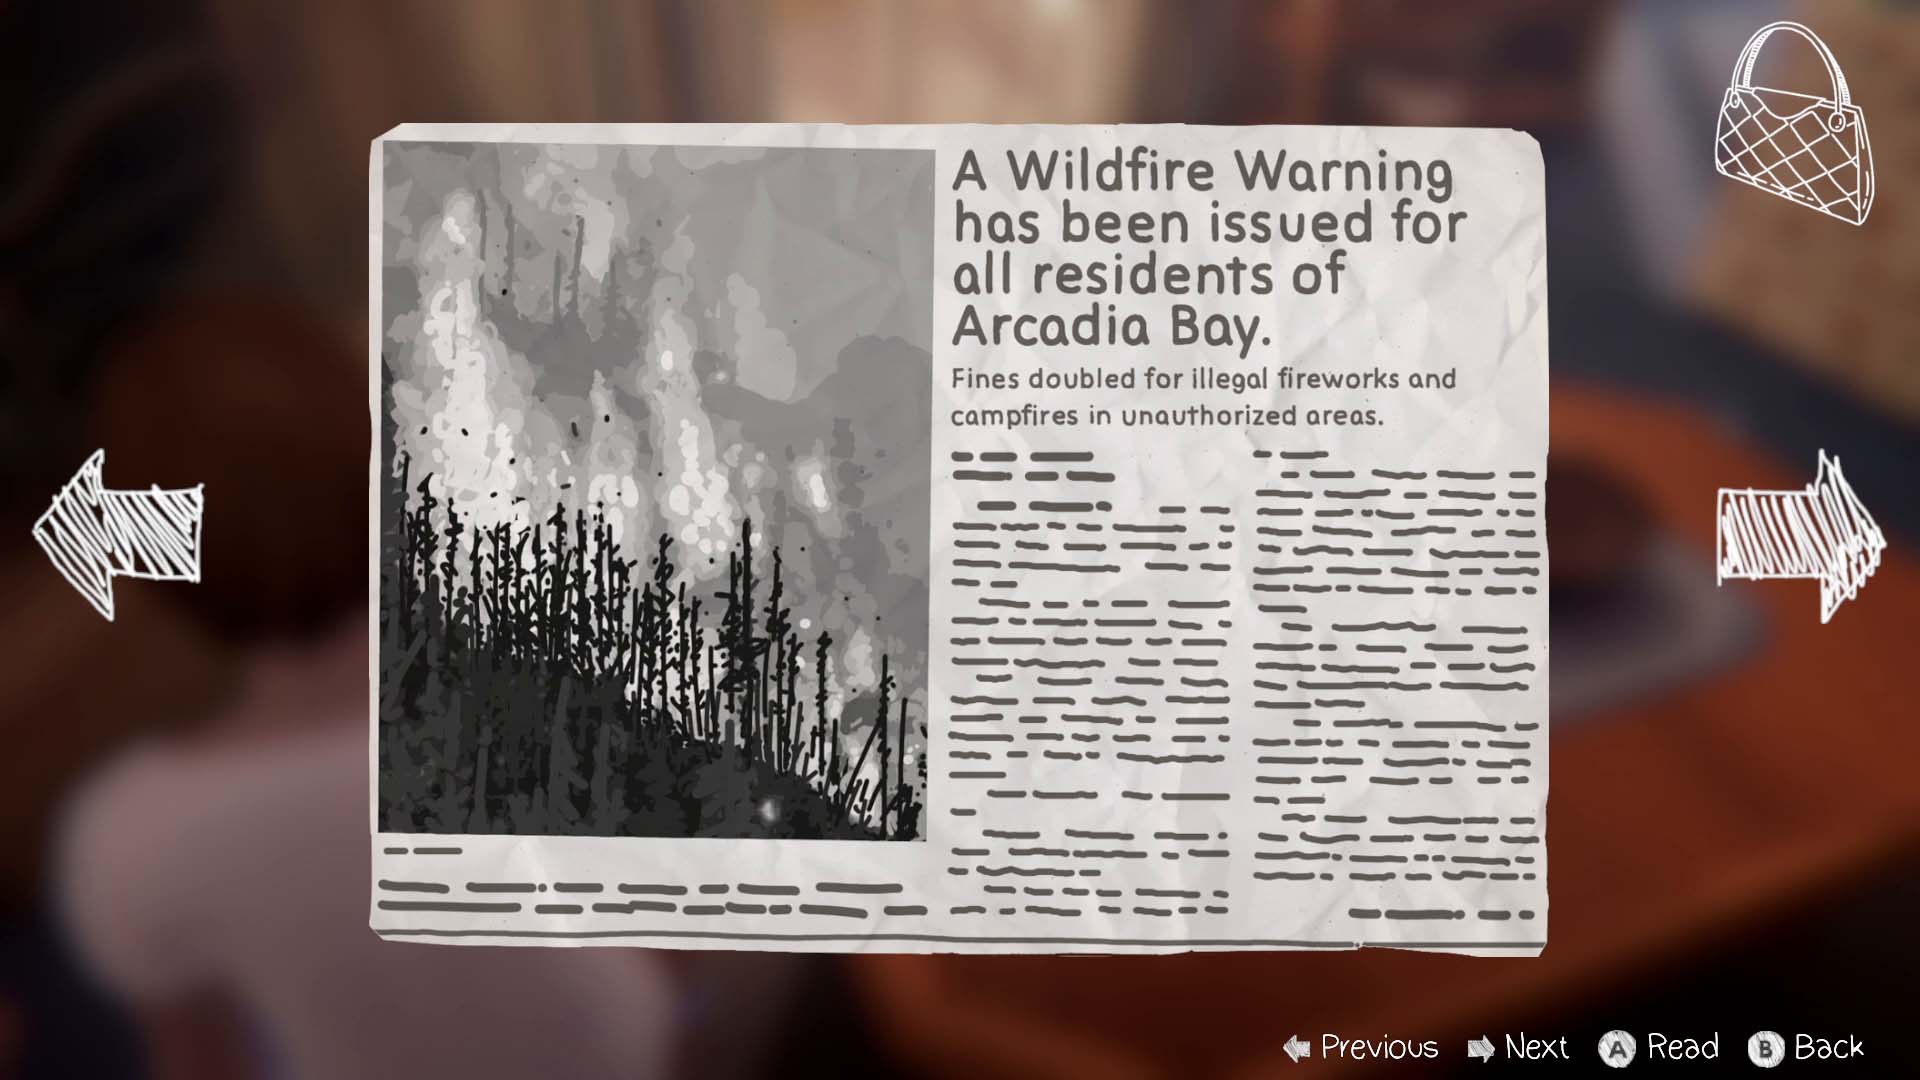 A Wildfire Warning
has been issued for
all residents of
Arcadia Bay.
Fines doubled for illegal fireworks and
campfires in unauthorized areas.
Previous Next A Read B Back